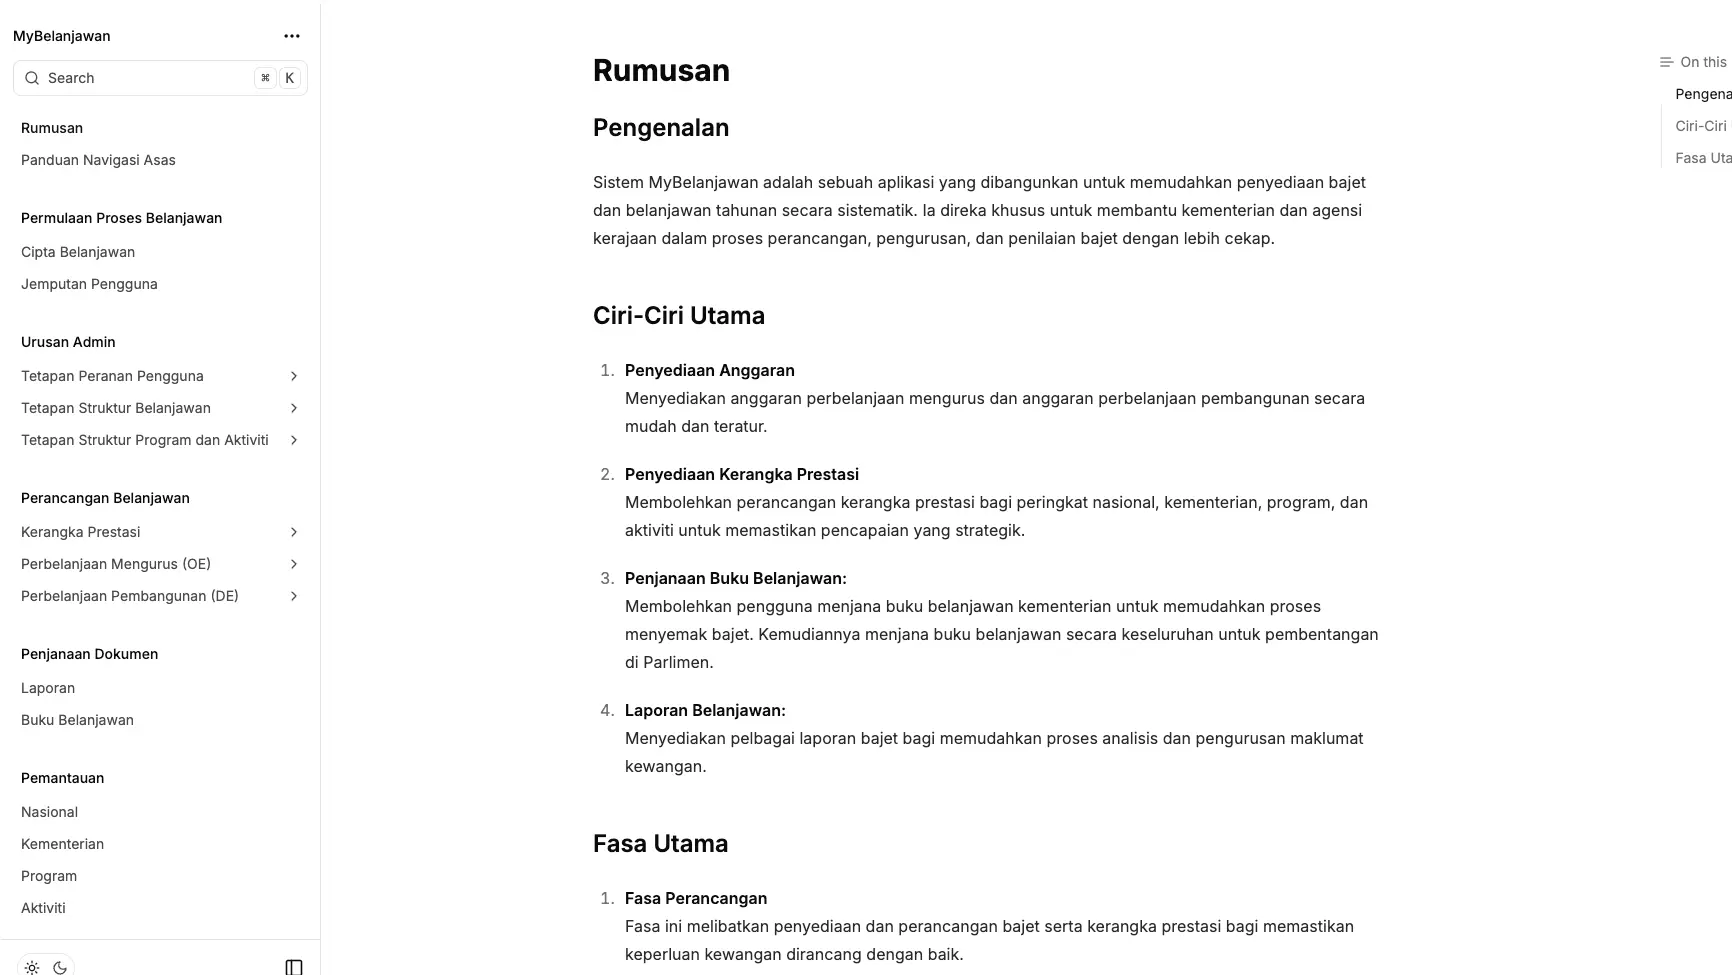 MyBelanjawan
Search
⌘ K
Rumusan
Panduan Navigasi Asas
Permulaan Proses Belanjawan
Cipta Belanjawan
Jemputan Pengguna
Urusan Admin
Tetapan Peranan Pengguna
Tetapan Struktur Belanjawan
Tetapan Struktur Program dan Aktiviti
Perancangan Belanjawan
Kerangka Prestasi
Perbelanjaan Mengurus (OE)
Perbelanjaan Pembangunan (DE)
Penjanaan Dokumen
Laporan
Buku Belanjawan
Pemantauan
Nasional
Kementerian
Program
Aktiviti
Rumusan
Pengenalan
Sistem MyBelanjawan adalah sebuah aplikasi yang dibangunkan untuk memudahkan penyediaan bajet
dan belanjawan tahunan secara sistematik. Ia direka khusus untuk membantu kementerian dan agensi
kerajaan dalam proses perancangan, pengurusan, dan penilaian bajet dengan lebih cekap.
Ciri-Ciri Utama
1. Penyediaan Anggaran
Menyediakan anggaran perbelanjaan mengurus dan anggaran perbelanjaan pembangunan secara
mudah dan teratur.
2. Penyediaan Kerangka Prestasi
Membolehkan perancangan kerangka prestasi bagi peringkat nasional, kementerian, program, dan
aktiviti untuk memastikan pencapaian yang strategik.
3. Penjanaan Buku Belanjawan:
Membolehkan pengguna menjana buku belanjawan kementerian untuk memudahkan proses
menyemak bajet. Kemudiannya menjana buku belanjawan secara keseluruhan untuk pembentangan
di Parlimen.
4. Laporan Belanjawan:
Menyediakan pelbagai laporan bajet bagi memudahkan proses analisis dan pengurusan maklumat
kewangan.
Fasa Utama
1. Fasa Perancangan
Fasa ini melibatkan penyediaan dan perancangan bajet serta kerangka prestasi bagi memastikan
keperluan kewangan dirancang dengan baik.
On this
Pengena
Ciri-Ciri
Fasa Uta